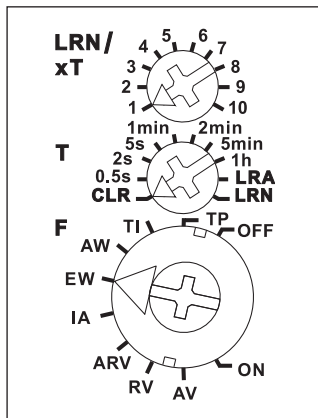 LRN/
xT
1
2
3
4
5
6
7
8
9
10
T
CLR
0.5s
2s
5s
1min
2min
5min
1h
LRA
LRN
F
RV
ARV
IA
EW
AW
TI
TP
OFF
ON
AV